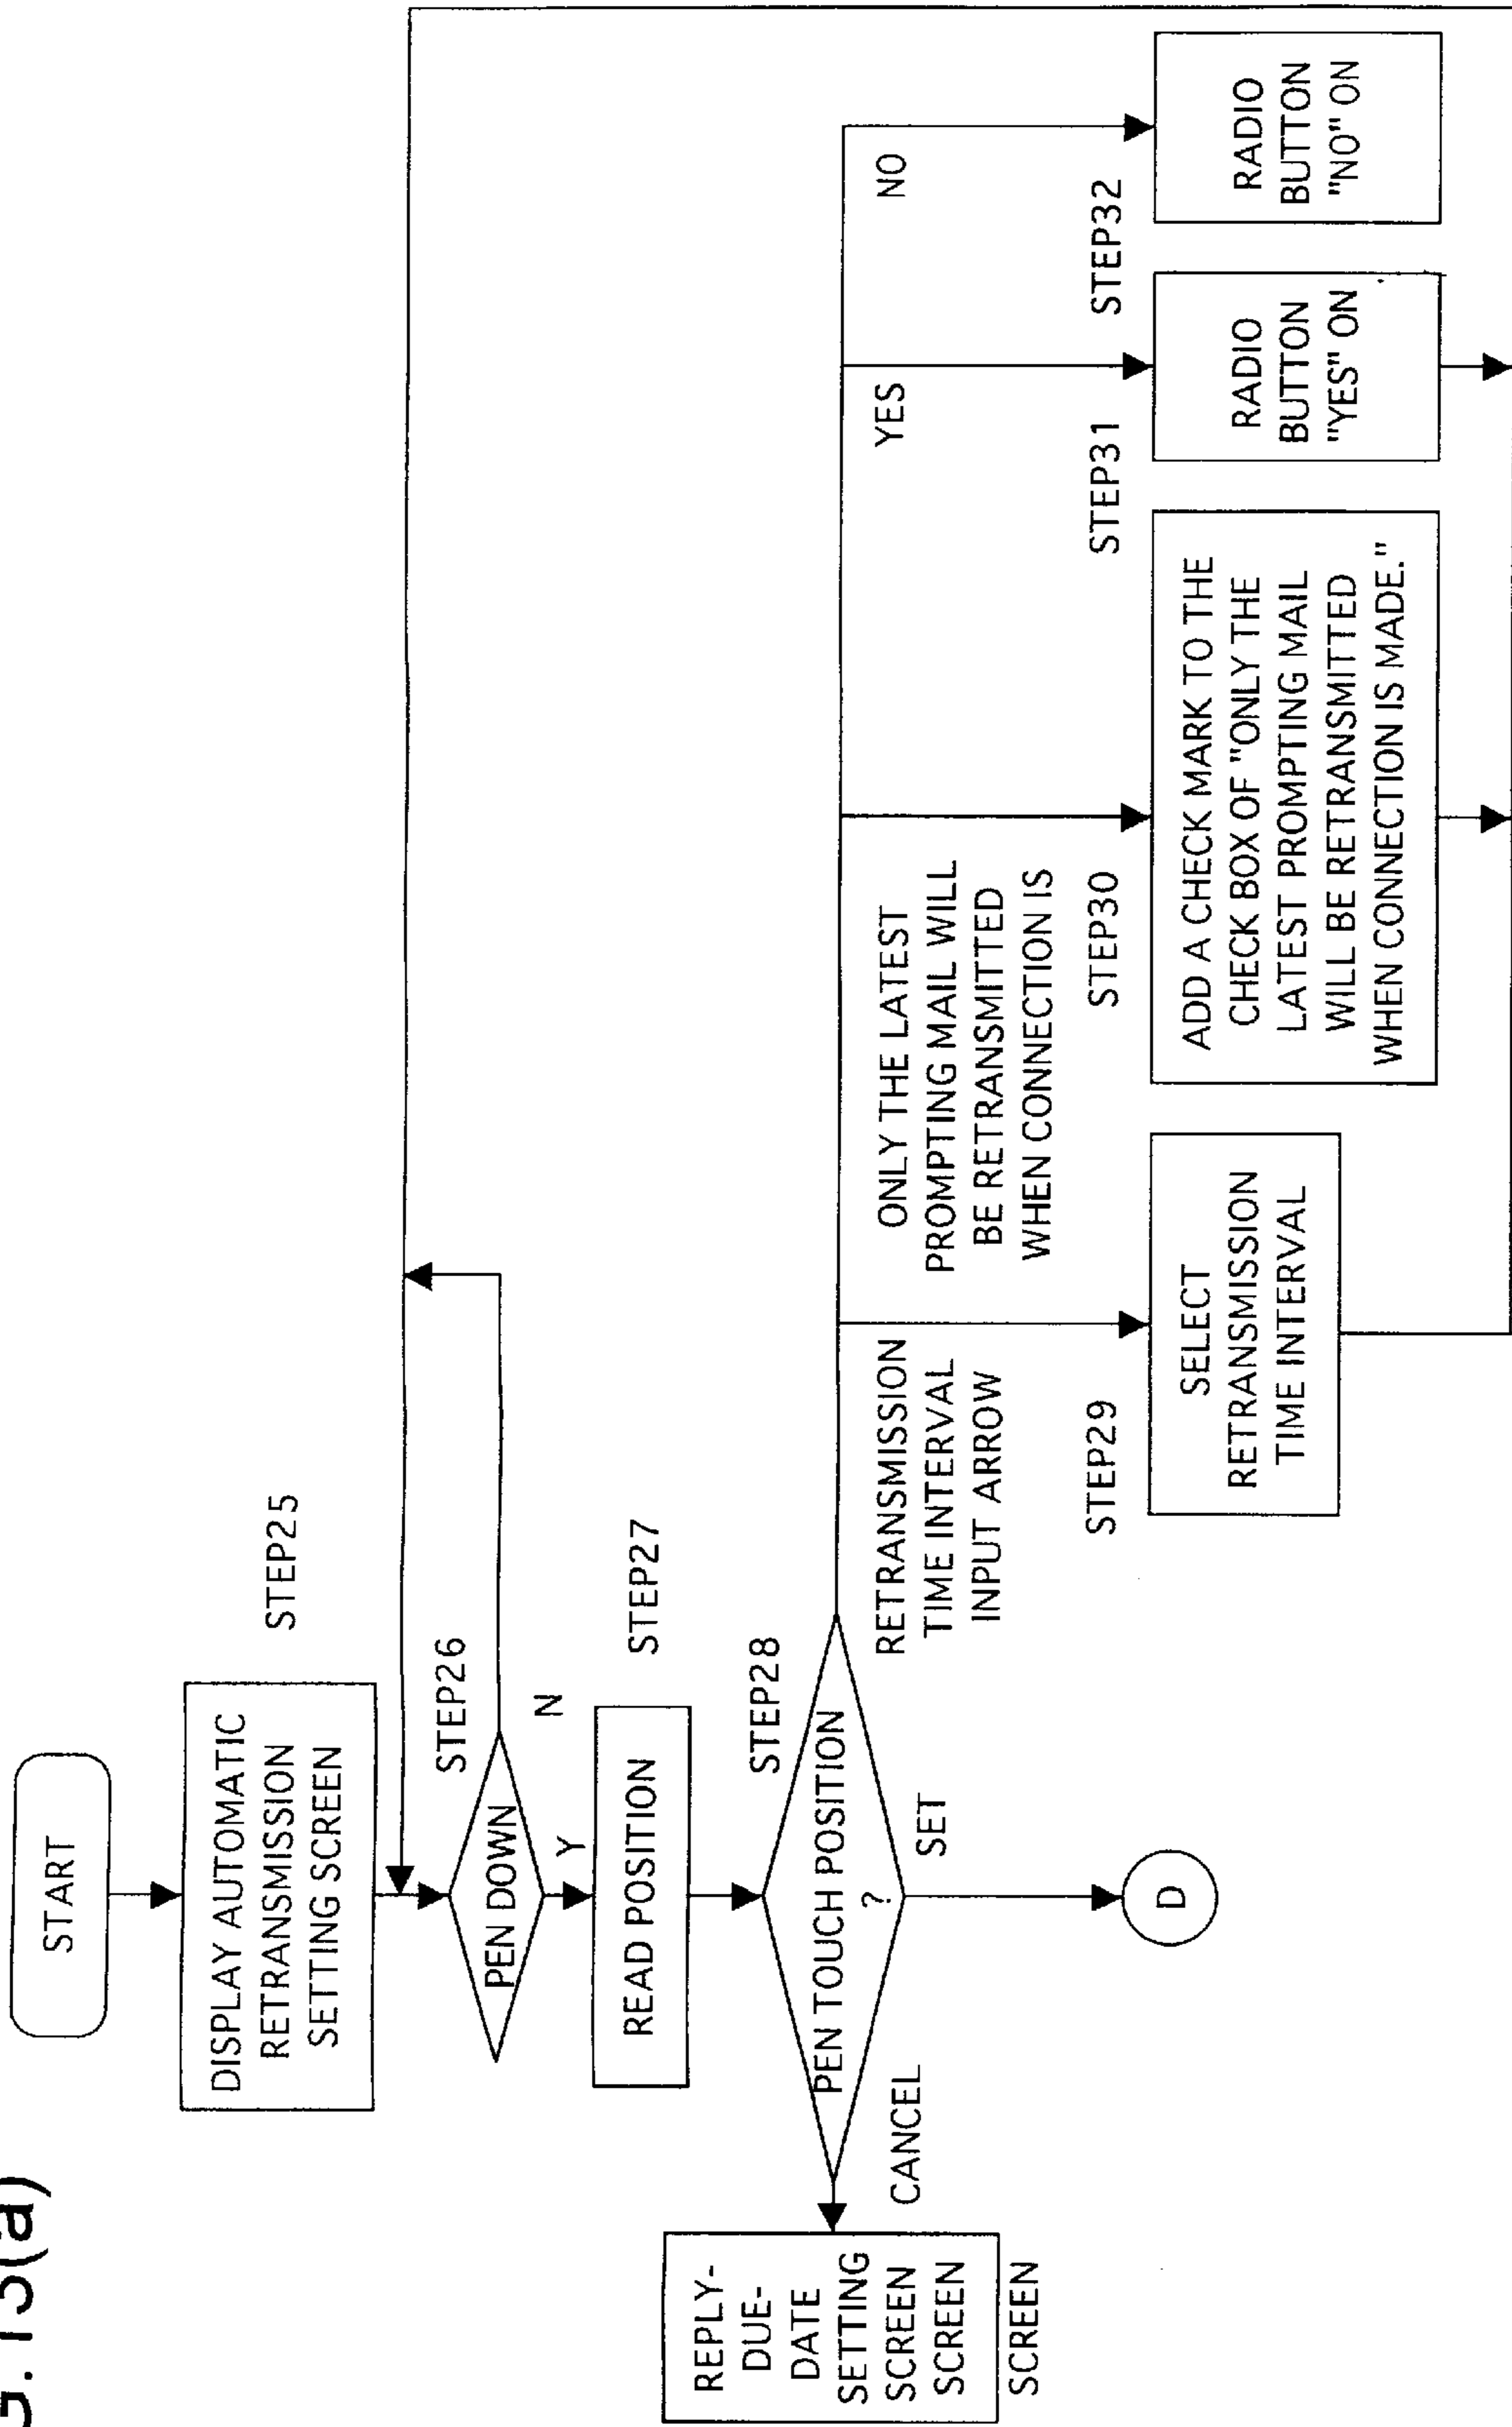 G.13(a)
START
DISPLAY AUTOMATIC
RETRANSMISSION
SETTING SCREEN
STEP25
STEP26
PEN DOWN
N
Y
STEP27
READ POSITION
STEP28
PEN TOUCH POSITION
?
CANCEL
SET
REPLY-
DUE-
DATE
SETTING
SCREEN
SCREEN
SCREEN
D
RETRANSMISSION
TIME INTERVAL
INPUT ARROW
STEP29
SELECT
RETRANSMISSION
TIME INTERVAL
ONLY THE LATEST
PROMPTING MAIL WILL
BE RETRANSMITTED
WHEN CONNECTION IS
STEP30
ADD A CHECK MARK TO THE
CHECK BOX OF "ONLY THE
LATEST PROMPTING MAIL
WILL BE RETRANSMITTED
WHEN CONNECTION IS MADE."
YES
STEP31
RADIO
BUTTON
"YES" ON
NO
STEP32
RADIO
BUTTON
"NO" ON